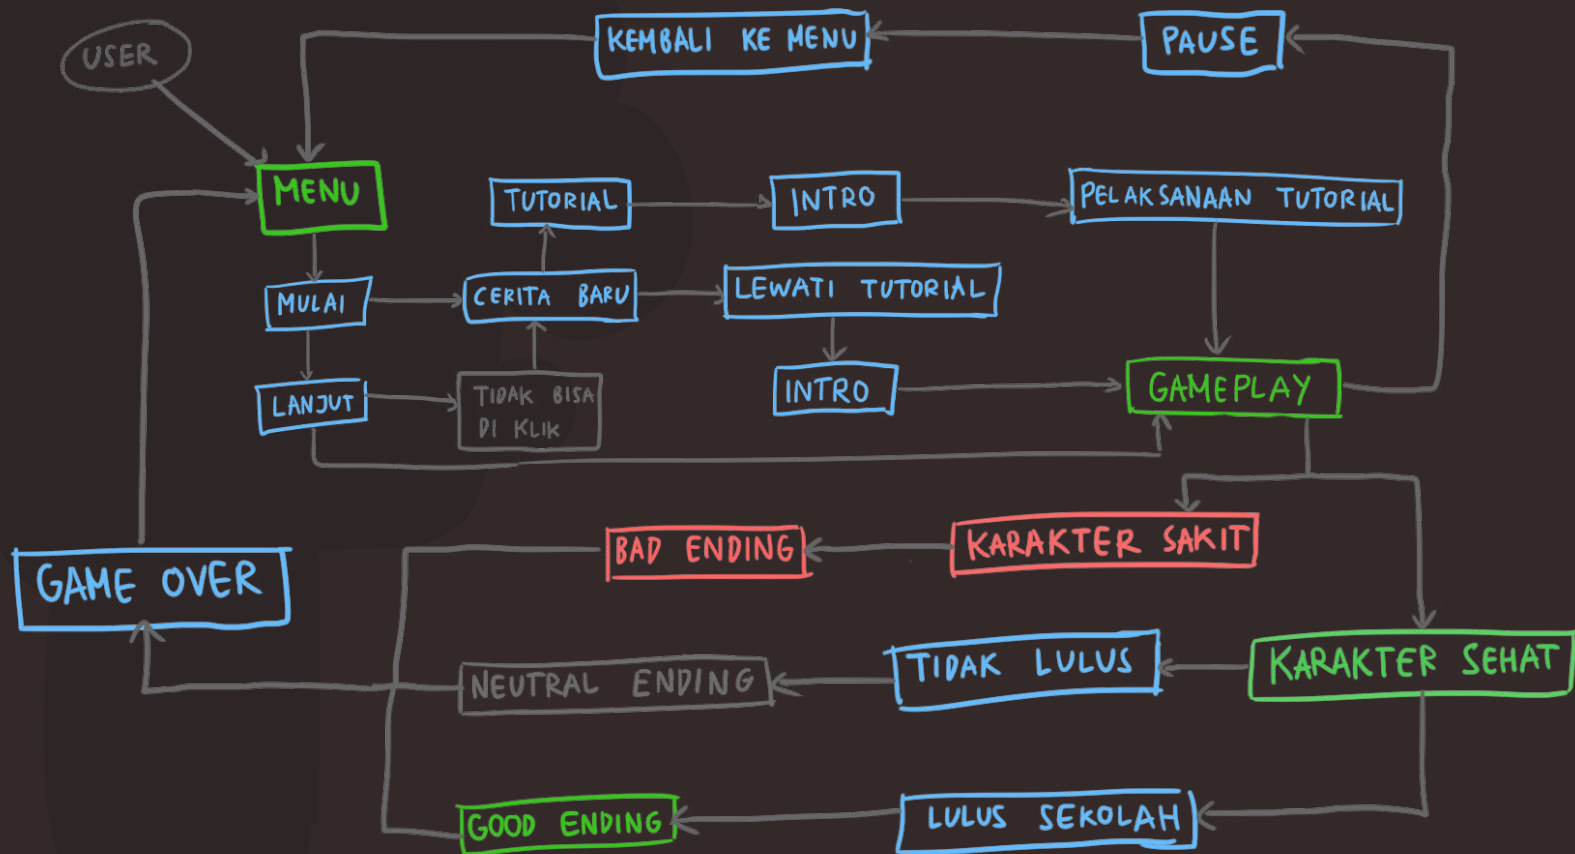 USER
KEMBALI KE MENU
PAUSE
MENU
TUTORIAL
INTRO
PELAKSANAAN TUTORIAL
MULAI
CERITA BARU
LEWATI TUTORIAL
LANJUT
TIDAK BISA
DI KLIK
INTRO
GAMEPLAY
GAME OVER
BAD ENDING
KARAKTER SAKIT
NEUTRAL ENDING
TIDAK LULUS
KARAKTER SEHAT
GOOD ENDING
LULUS SEKOLAH